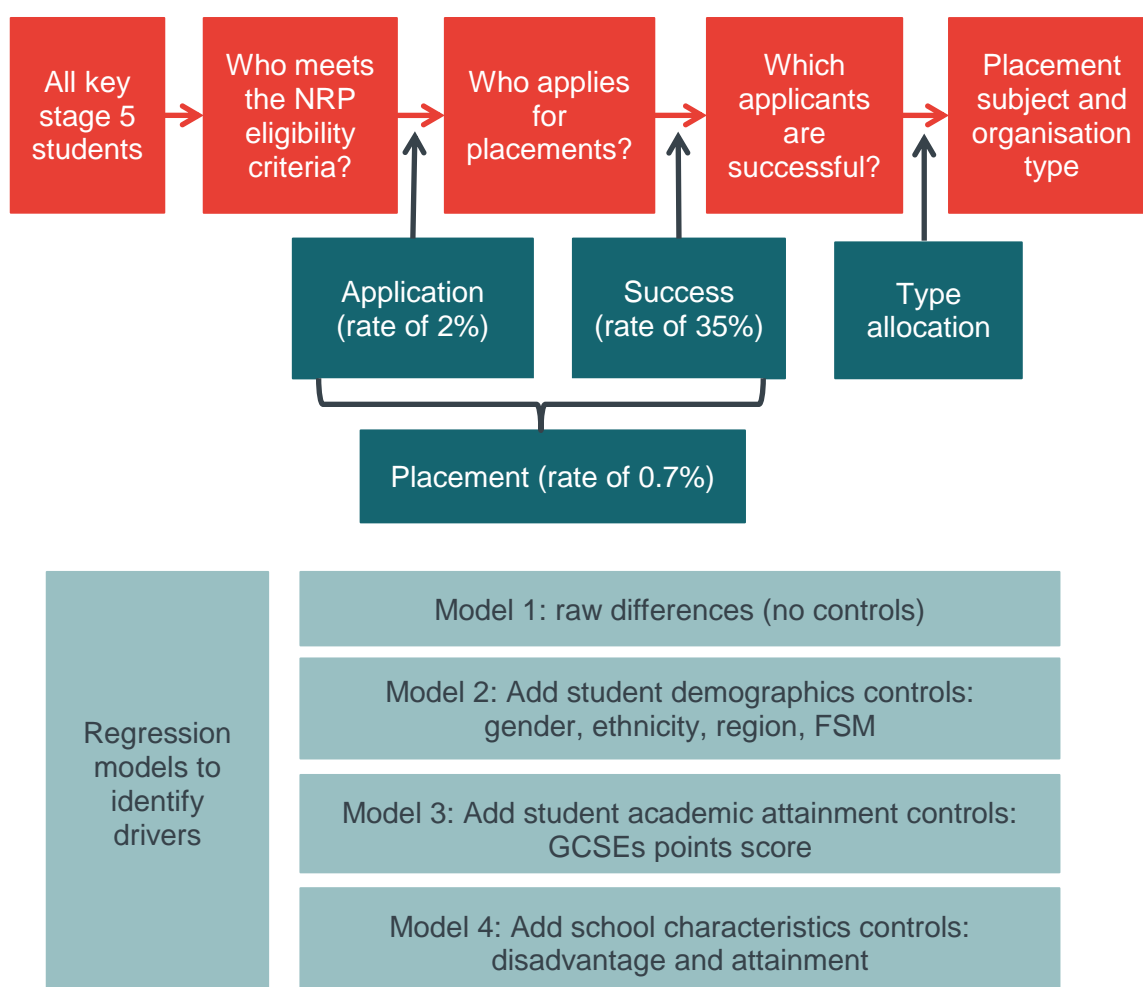 All key
stage 5
students
Who meets
the NRP
eligibility
criteria?
Who applies
for
placements?
Which
applicants
are
successful?
Placement
subject and
organisation
type
Application
(rate of 2%)
Success
(rate of 35%)
Type
allocation
Placement (rate of 0.7%)
Regression
models to
identify
drivers
Model 1: raw differences (no controls)
Model 2: Add student demographics controls:
gender, ethnicity, region, FSM
Model 3: Add student academic attainment controls:
GCSEs points score
Model 4: Add school characteristics controls:
disadvantage and attainment